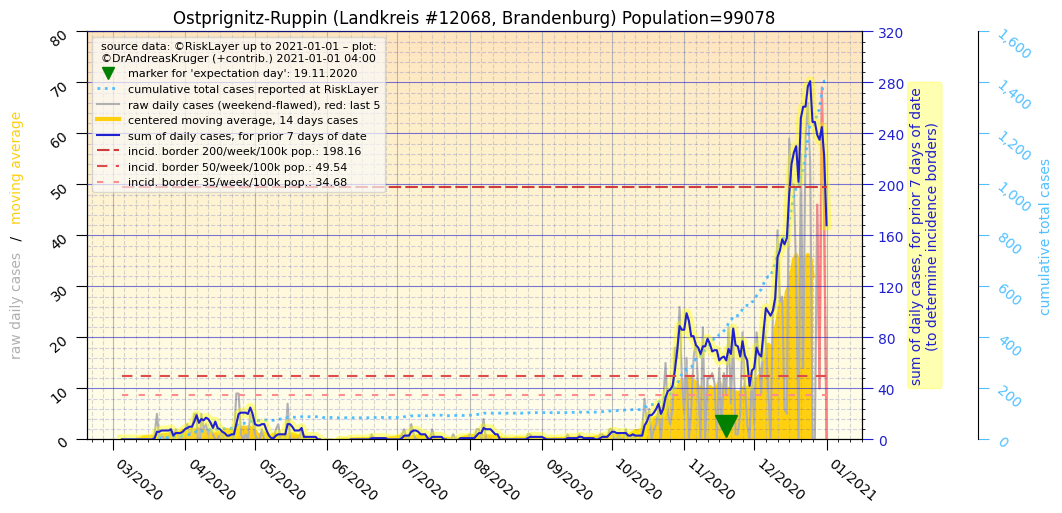 Ostprignitz-Ruppin (Landkreis #12068, Brandenburg) Population=99078
source data: ©RiskLayer up to 2021-01-01 – plot:
©DrAndreasKruger (+contrib.) 2021-01-01 04:00
marker for 'expectation day': 19.11.2020
cumulative total cases reported at RiskLayer
raw daily cases (weekend-flawed), red: last 5
centered moving average, 14 days cases
sum of daily cases, for prior 7 days of date
incid. border 200/week/100k pop.: 198.16
incid. border 50/week/100k pop.: 49.54
incid. border 35/week/100k pop.: 34.68
raw daily cases / moving average
80
70
60
50
40
30
20
10
0
03/2020
04/2020
05/2020
06/2020
07/2020
08/2020
09/2020
10/2020
11/2020
12/2020
01/2021
320
280
240
200
160
120
80
40
0
sum of daily cases, for prior 7 days of date
(to determine incidence borders)
1,600
1,400
1,200
1,000
800
600
400
200
0
cumulative total cases